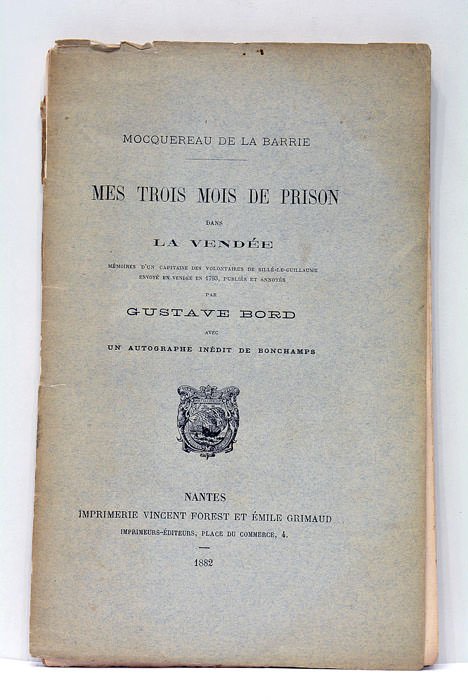 MOCQUEREAU DE LA BARRIE
MES TROIS MOIS DE PRISON
DANS
LA VENDÉE
MÉMOIRES D'UN CAPITAINE DES VOLONTAIRES DE SILLÉ-LE-GUILLAUME
ENVOYÉ EN VENDÉE EN 1793, PUBLIÉS ET ANNOTÉS
PAR
GUSTAVE BORD
AVEC
UN AUTOGRAPHE INÉDIT DE BONCHAMPS
NANTES
IMPRIMERIE VINCENT FOREST ET ÉMILE GRIMAUD
IMPRIMEURS-ÉDITEURS, PLACE DU COMMERCE, 4.
1882